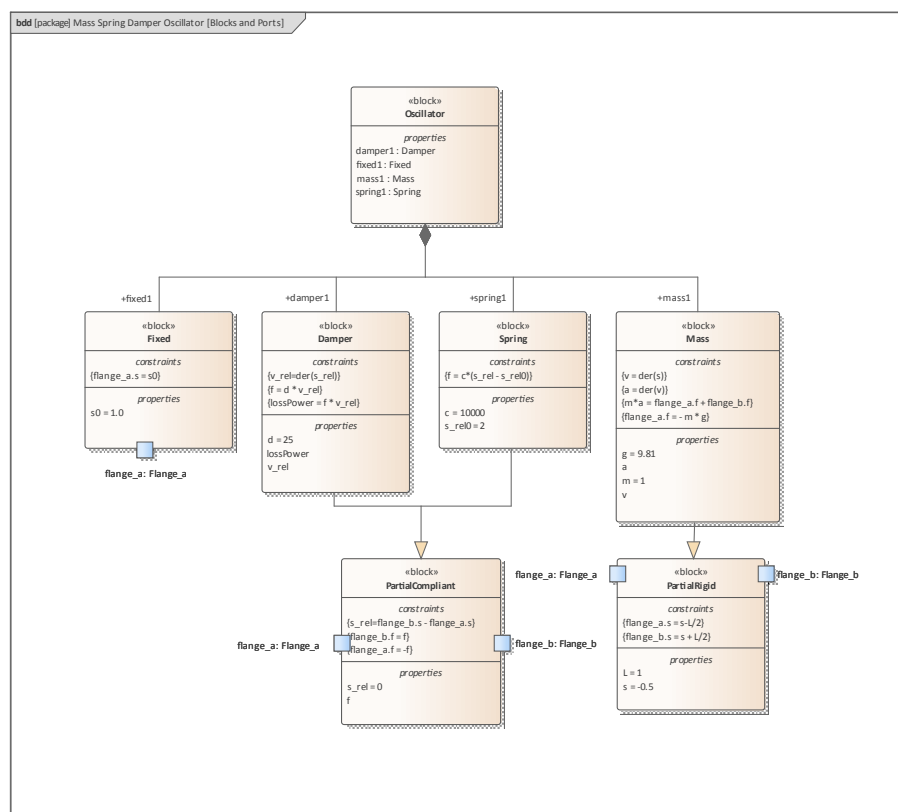 bdd [package] Mass Spring Damper Oscillator [Blocks and Ports]
«block»
Oscillator
properties
damper1 : Damper
fixed1 : Fixed
mass1 : Mass
spring1 : Spring
+fixed1
+damper1
+spring1
+mass1
«block»
Fixed
constraints
{flange_a.s = s0}
properties
s0 = 1.0
flange_a: Flange_a
«block»
Damper
constraints
{v_rel=der(s_rel)}
{f = d * v_rel}
{lossPower = f * v_rel}
properties
d = 25
lossPower
v_rel
«block»
Spring
constraints
{f = c*(s_rel - s_rel0)}
properties
c = 10000
s_rel0 = 2
«block»
Mass
constraints
{v = der(s)}
{a = der(v)}
{m*a = flange_a.f + flange_b.f}
{flange_a.f = - m * g}
properties
g = 9.81
a
m = 1
v
«block»
PartialCompliant
constraints
{s_rel=flange_b.s - flange_a.s}
{flange_b.f = f}
{flange_a.f = -f}
properties
s_rel = 0
f
flange_a: Flange_a
flange_b: Flange_b
«block»
PartialRigid
constraints
{flange_a.s = s-L/2}
{flange_b.s = s + L/2}
properties
L = 1
s = -0.5
flange_a: Flange_a
flange_b: Flange_b